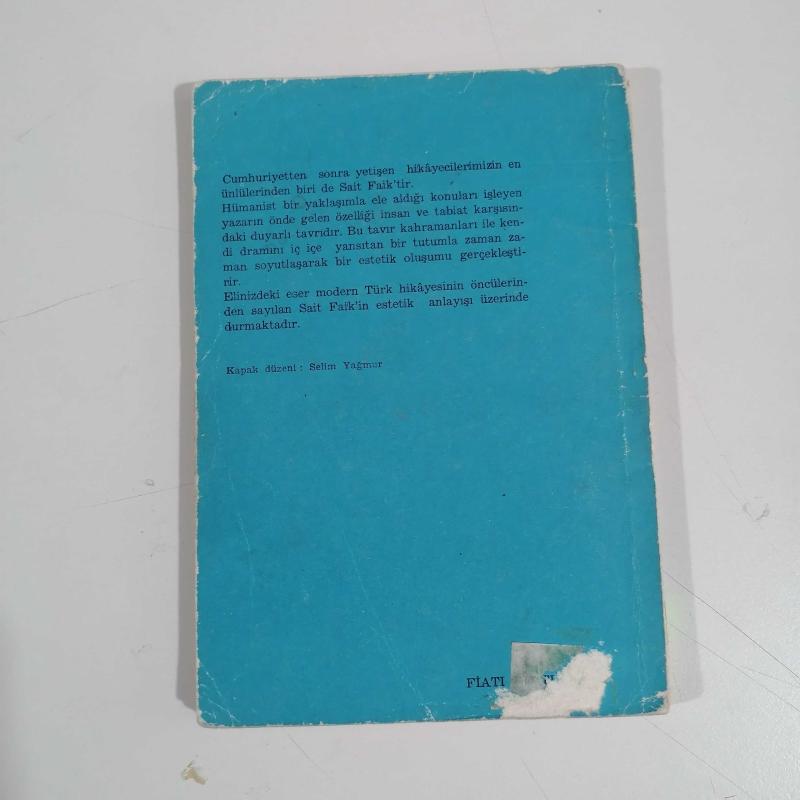 Cumhuriyetten sonra yetişen hikâyecilerimizin en
ünlülerinden biri de Sait Faik'tir.
Hümanist bir yaklaşımla ele aldığı konuları işleyen
yazarın önde gelen özelliği insan ve tabiat karşısın-
daki duyarlı tavrıdır. Bu tavır kahramanları ile ken-
di dramını iç içe yansıtan bir tutumla zaman za-
man soyutlaşarak bir estetik oluşumu gerçekleşti-
rir.
Elinizdeki eser modern Türk hikâyesinin öncülerin-
den sayılan Sait Faik'in estetik anlayışı üzerinde
durmaktadır.
Kapak düzeni : Selim Yağmur
FİATI